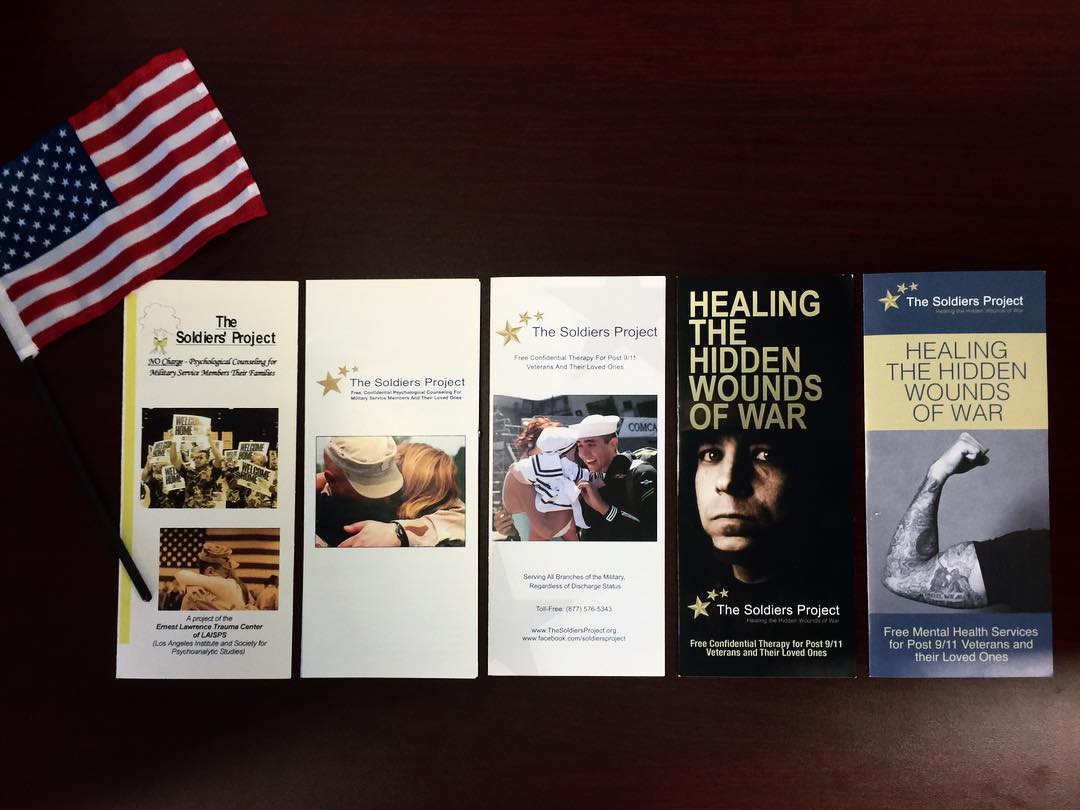 The
Soldiers' Project
NO Charge - Psychological Counseling for
Military Service Members Their Families
WELCOME
HOME
WELCOME
HOME
WELCOME
HOME
WELCOME
HOME
A project of the
Ernest Lawrence Trauma Center
of LAISPS
(Los Angeles Institute and Society for
Psychoanalytic Studies)
The Soldiers Project
Free, Confidential Psychological Counseling For
Military Service Members And Their Loved Ones
The Soldiers Project
Free Confidential Therapy For Post 9/11
Veterans And Their Loved Ones
COMCA
Serving All Branches of the Military,
Regardless of Discharge Status
Toll-Free: (877) 576-5343
www.TheSoldiersProject.org
www.facebook.com/soldiersproject
HEALING
THE
HIDDEN
WOUNDS
OF WAR
The Soldiers Project
Healing the Hidden Wounds of War
Free Confidential Therapy for Post 9/11
Veterans and Their Loved Ones
The Soldiers Project
Healing the Hidden Wounds of War
HEALING
THE HIDDEN
WOUNDS
OF WAR
Free Mental Health Services
for Post 9/11 Veterans and
their Loved Ones